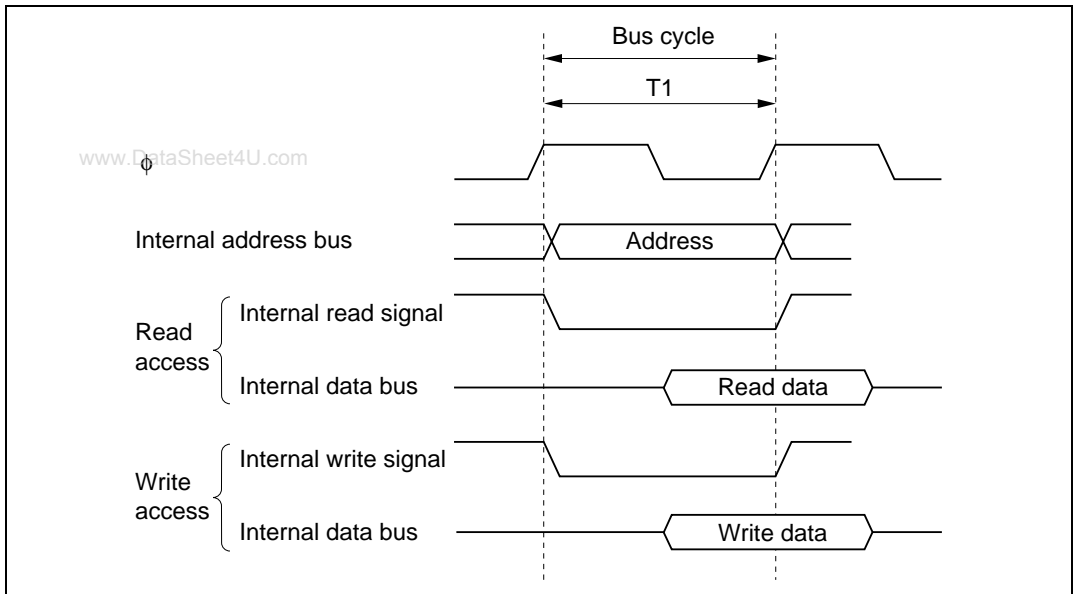 Bus cycle
T1
www.DataSheet4U.com
ϕ
Internal address bus
Address
Read
access
Internal read signal
Internal data bus
Read data
Write
access
Internal write signal
Internal data bus
Write data